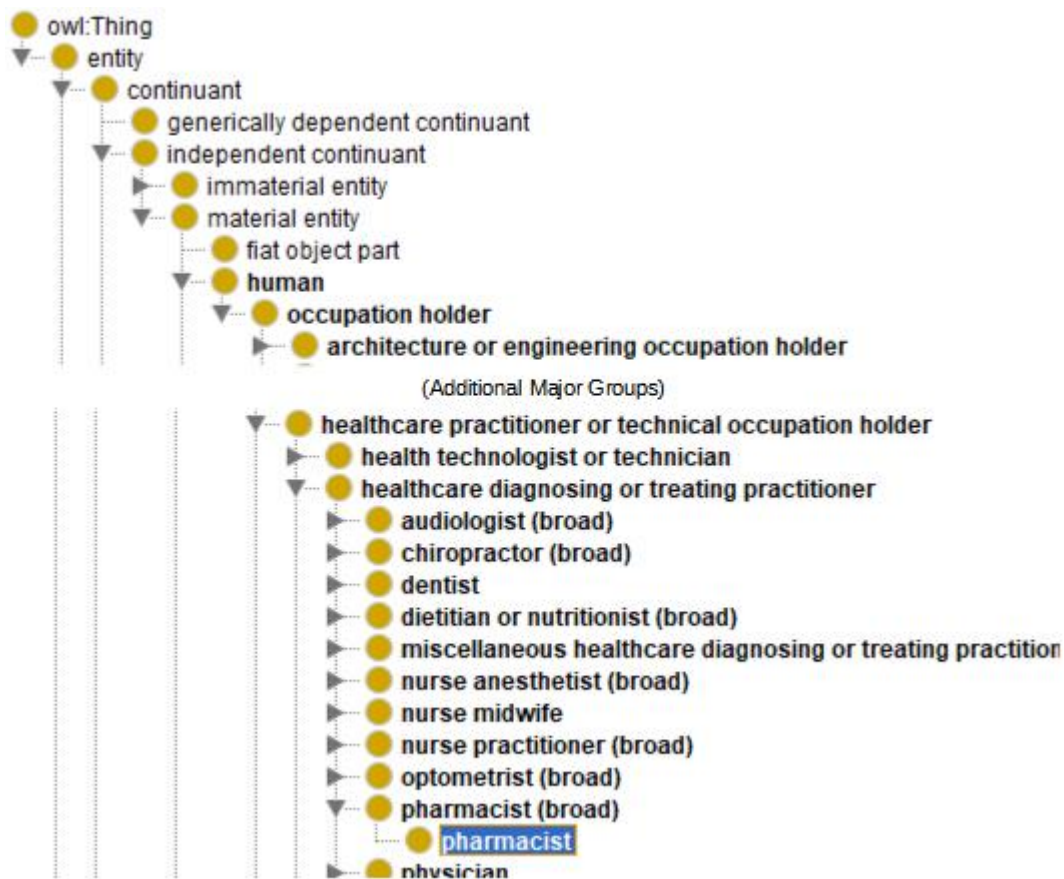 owl:Thing
entity
continuant
generically dependent continuant
independent continuant
immaterial entity
material entity
fiat object part
human
occupation holder
architecture or engineering occupation holder
(Additional Major Groups)
healthcare practitioner or technical occupation holder
health technologist or technician
healthcare diagnosing or treating practitioner
audiologist (broad)
chiropractor (broad)
dentist
dietitian or nutritionist (broad)
miscellaneous healthcare diagnosing or treating practition
nurse anesthetist (broad)
nurse midwife
nurse practitioner (broad)
optometrist (broad)
pharmacist (broad)
pharmacist
physician